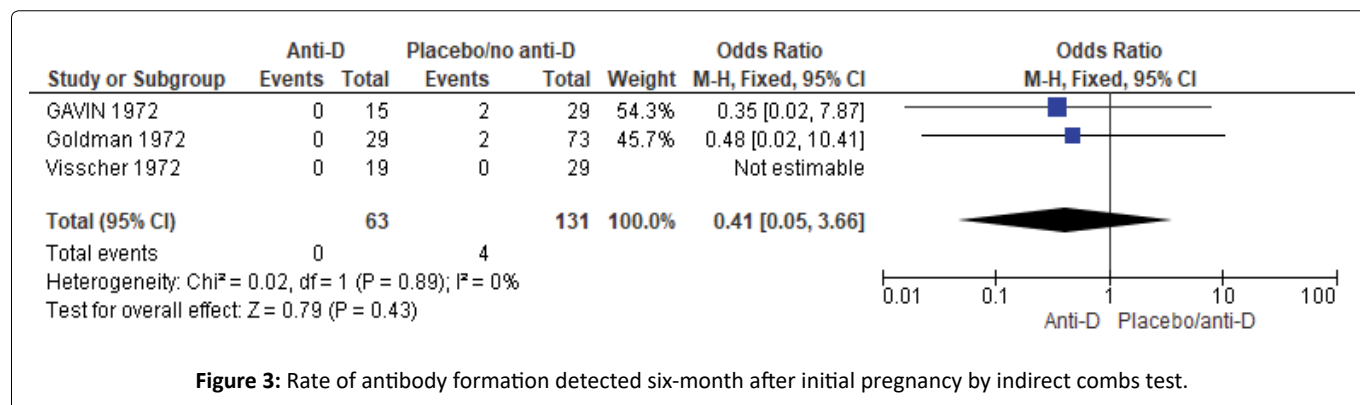 Anti-D Placebo/no anti-D Odds Ratio Odds Ratio
Study or Subgroup Events Total Events Total Weight M-H, Fixed, 95% CI M-H, Fixed, 95% CI
GAVIN 1972 0 15 2 29 54.3% 0.35 [0.02, 7.87]
Goldman 1972 0 29 2 73 45.7% 0.48 [0.02, 10.41]
Visscher 1972 0 19 0 29 Not estimable
Total (95% CI) 63 131 100.0% 0.41 [0.05, 3.66]
Total events 0 4
Heterogeneity: Chi² = 0.02, df = 1 (P = 0.89); I² = 0%
Test for overall effect: Z = 0.79 (P = 0.43)
0.01 0.1 1 10 100
Anti-D Placebo/anti-D
Figure 3: Rate of antibody formation detected six-month after initial pregnancy by indirect combs test.